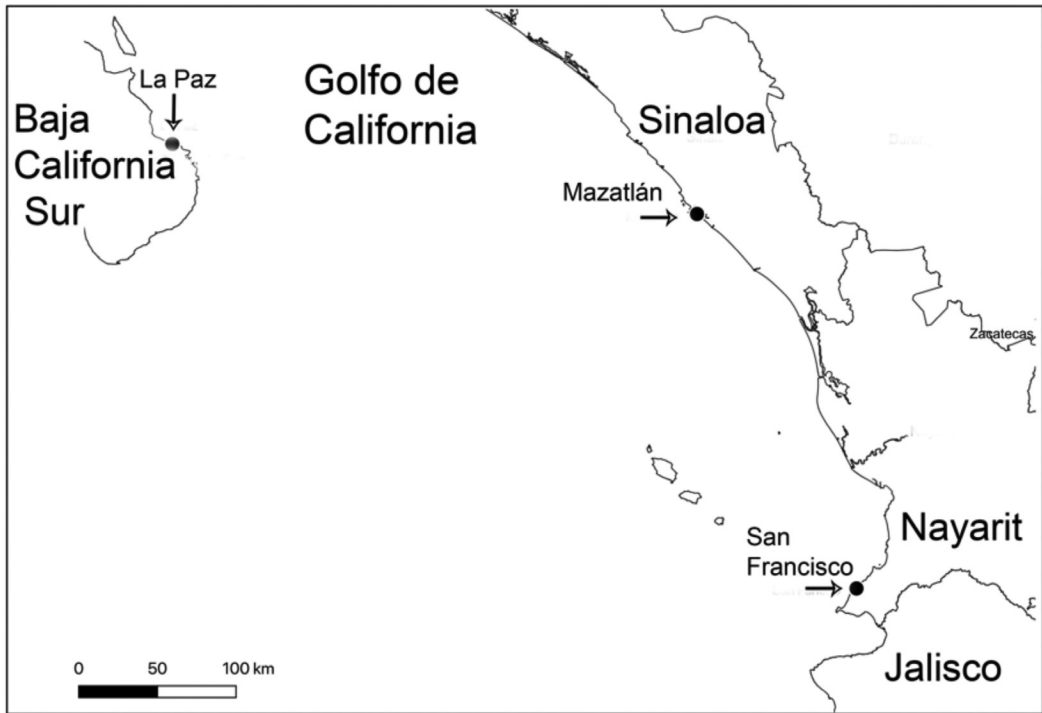 La Paz
Baja
California
Sur
Golfo de
California
Sinaloa
Mazatlán
Zacatecas
San
Francisco
Nayarit
Jalisco
0 50 100 km